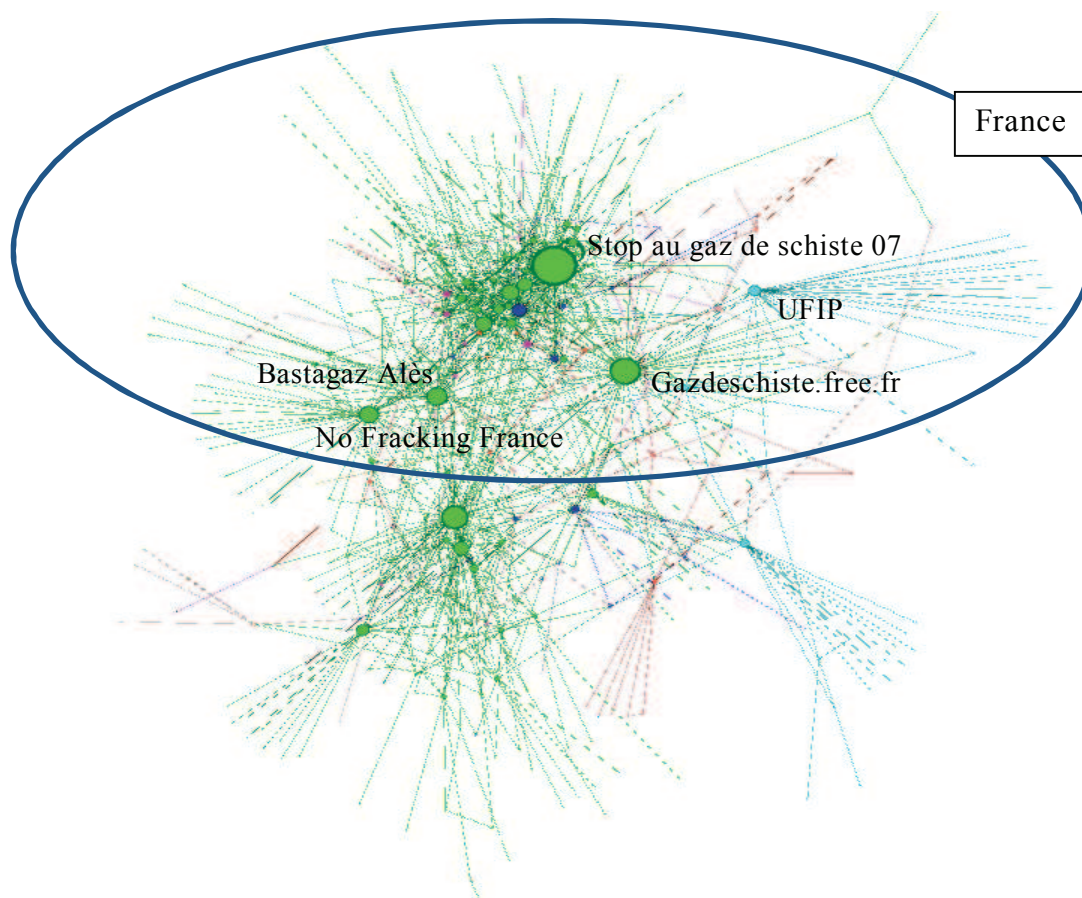 France
Stop au gaz de schiste 07
UFIP
Bastagaz Alès
Gazdeschiste.free.fr
No Fracking France